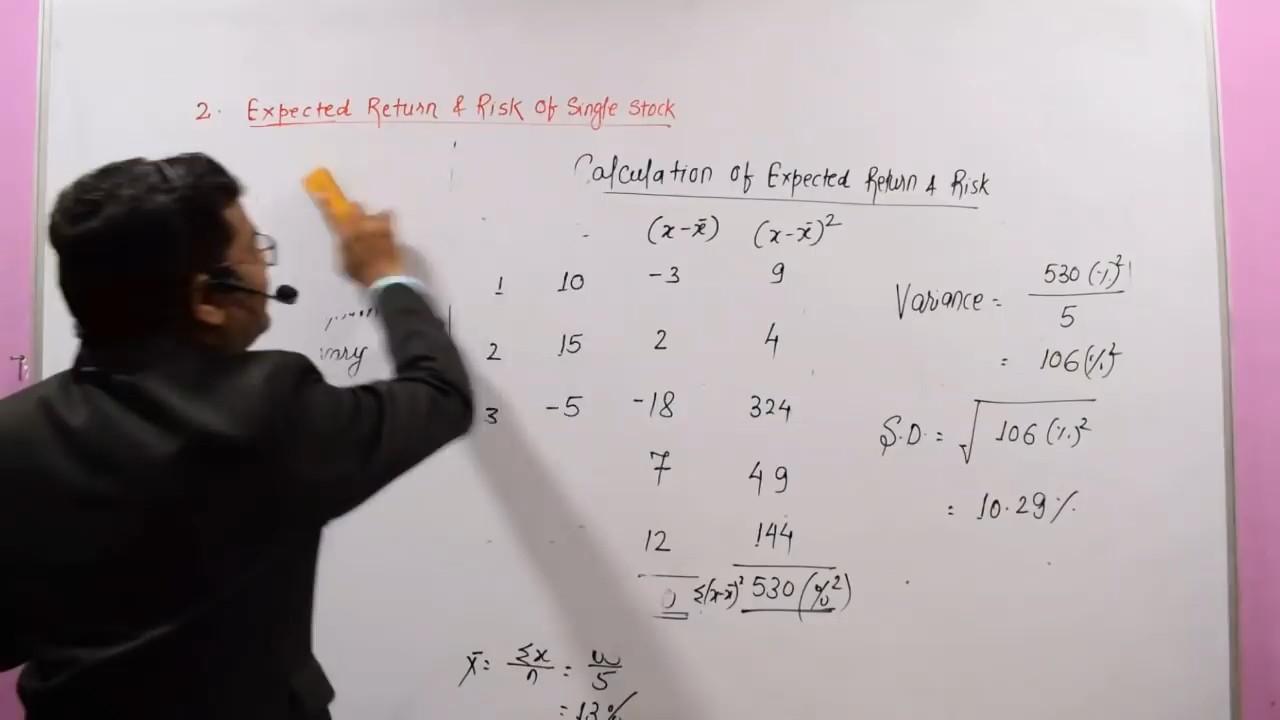 2. Expected Return & Risk Of Single Stock
Calculation of Expected Return & Risk
(x-x̄) (x-x̄)²
1 10 -3 9
2 15 2 4
3 -5 -18 324
7 49
12 144
0 Σ(x-x̄)² 530 (%²)
Variance = 530 (%)² / 5
= 106 (%)²
S.D. = √106 (%)²
= 10.29%
X̄ = Σx / n = / 5
= 13%